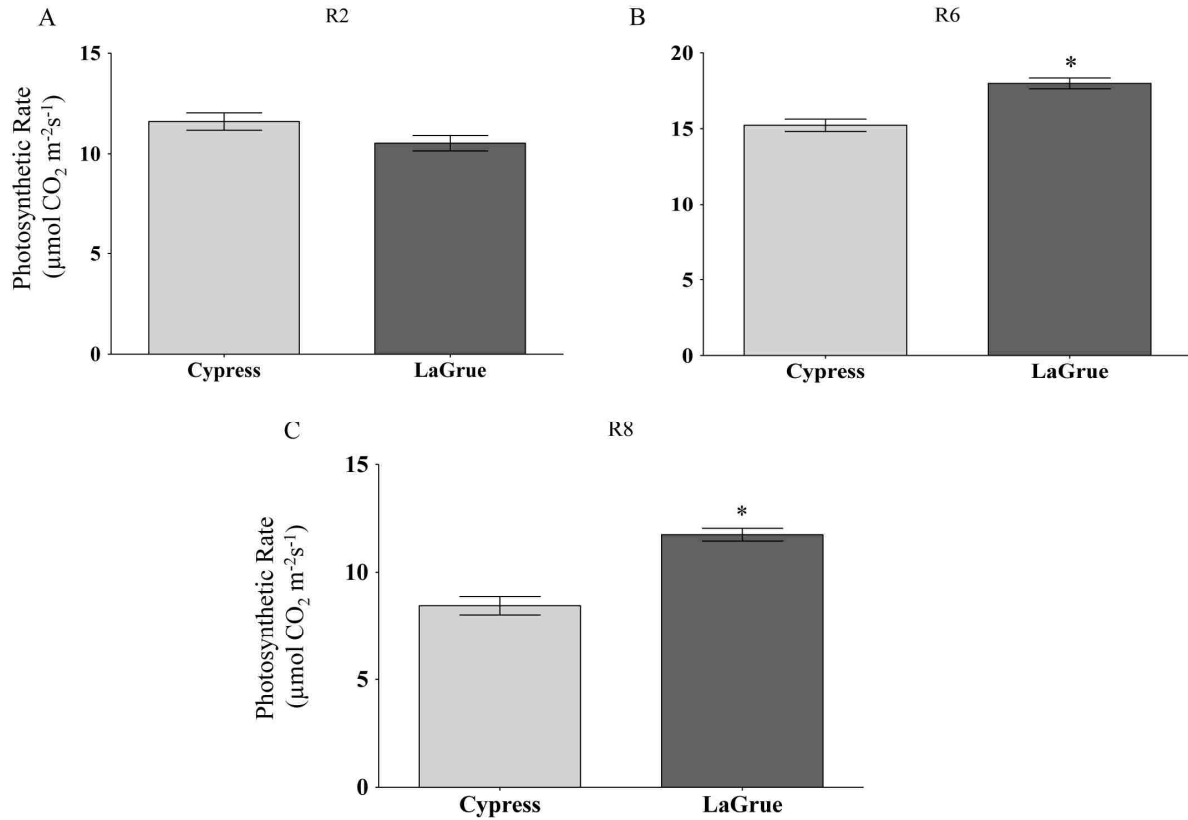 A
R2
Photosynthetic Rate
(µmol CO₂ m⁻²s⁻¹)
15
10
5
0
Cypress LaGrue
B
R6
20
15
10
5
0
*
Cypress LaGrue
C
R8
Photosynthetic Rate
(µmol CO₂ m⁻²s⁻¹)
15
10
5
0
*
Cypress LaGrue